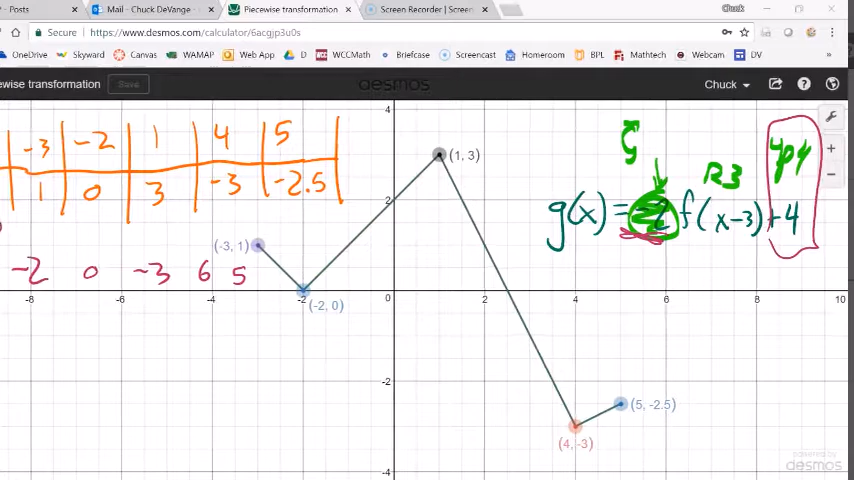 - Posts
Mail - Chuck DeVange -
Piecewise transformation
Screen Recorder | Screen
Chuck
Secure https://www.desmos.com/calculator/6acgjp3u0s
OneDrive Skyward Canvas WAMAP Web App D WCCMath Briefcase Screencast Homeroom BPL Mathtech Webcam DV
ewise transformation
Save
desmos
Chuck
-3 -2 1 4 5
1 0 3 -3 -2.5
-2 0 -3 6 5
R3
up4
g(x) = f(x-3) +4
(-3, 1)
(-2, 0)
(1, 3)
(4, -3)
(5, -2.5)
4
2
-2
-4
-8 -6 -4 -2 0 2 4 6 8 10
powered by
desmos